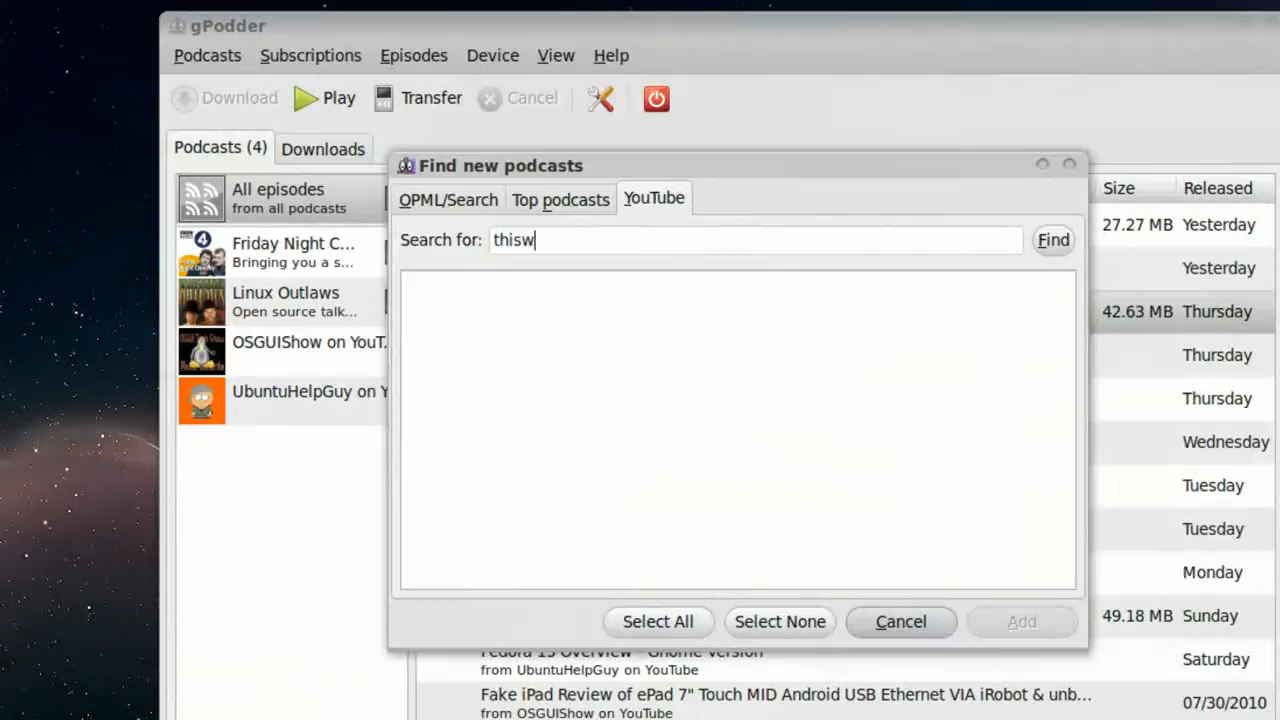 gPodder
Podcasts Subscriptions Episodes Device View Help
Download Play Transfer Cancel
Podcasts (4) Downloads
All episodes
from all podcasts
Friday Night C...
Bringing you a s...
Linux Outlaws
Open source talk...
OSGUIShow on YouT.
UbuntuHelpGuy on Y
Find new podcasts
OPML/Search Top podcasts YouTube
Search for: thisw Find
Select All Select None Cancel Add
Size Released
27.27 MB Yesterday
Yesterday
42.63 MB Thursday
Thursday
Thursday
Wednesday
Tuesday
Tuesday
Monday
49.18 MB Sunday
Fedora 15 Overview - Gnome version
from UbuntuHelpGuy on YouTube
Saturday
Fake iPad Review of ePad 7" Touch MID Android USB Ethernet VIA iRobot & unb...
from OSGUIShow on YouTube
07/30/2010